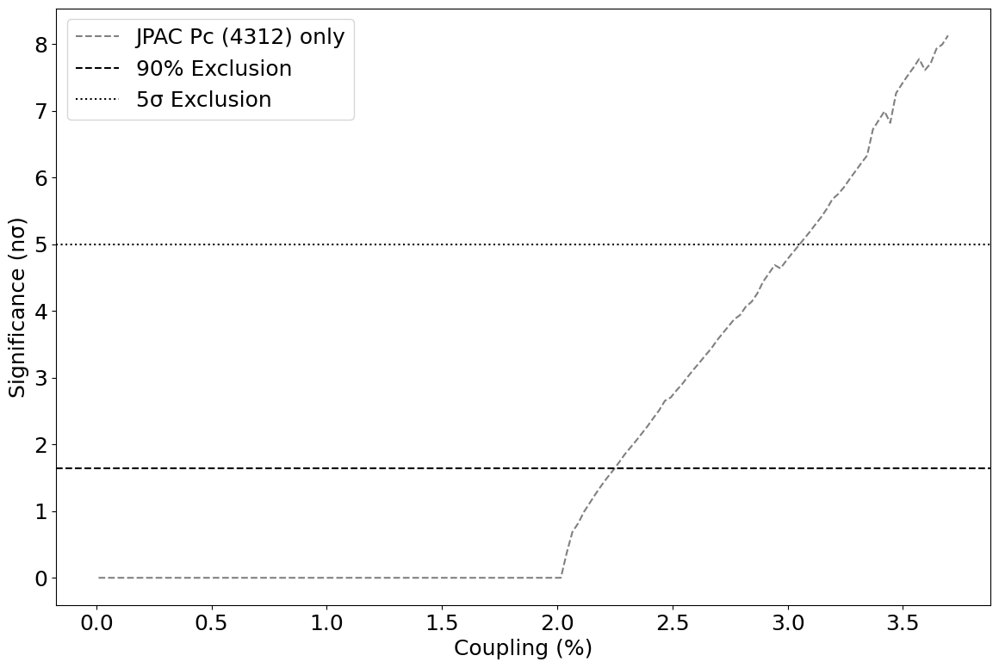 JPAC Pc (4312) only
90% Exclusion
5σ Exclusion
Significance (nσ)
8
7
6
5
4
3
2
1
0
0.0 0.5 1.0 1.5 2.0 2.5 3.0 3.5
Coupling (%)